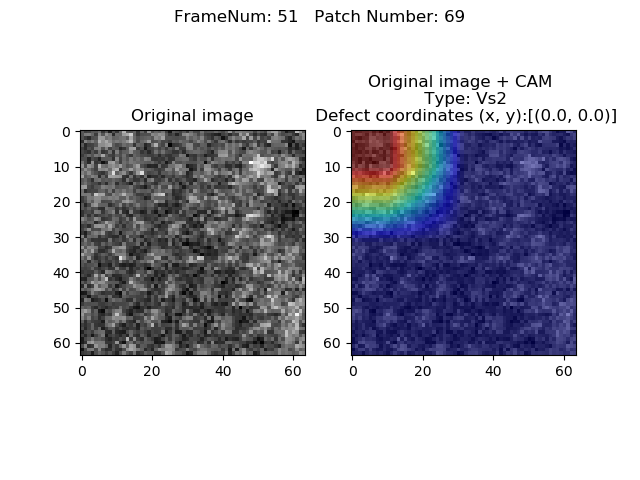 FrameNum: 51   Patch Number: 69
Original image
Original image + CAM
Type: Vs2
Defect coordinates (x, y):[(0.0, 0.0)]
0
10
20
30
40
50
60
0 20 40 60
0
10
20
30
40
50
60
0 20 40 60